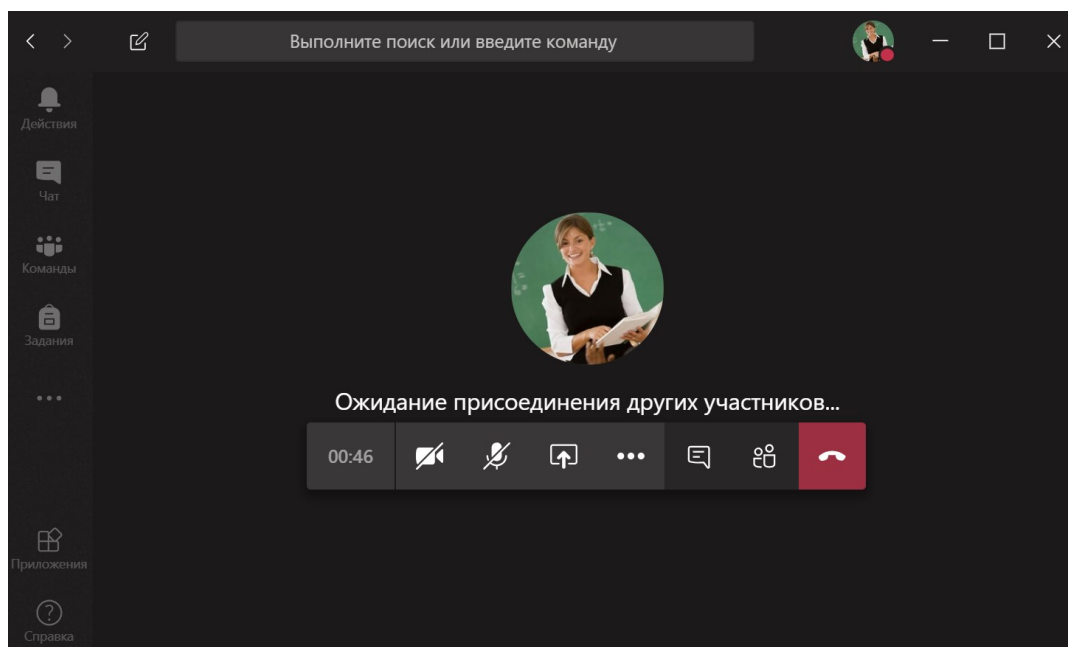 Выполните поиск или введите команду
Действия
Чат
Команды
Задания
Ожидание присоединения других участников...
00:46
Приложения
Справка